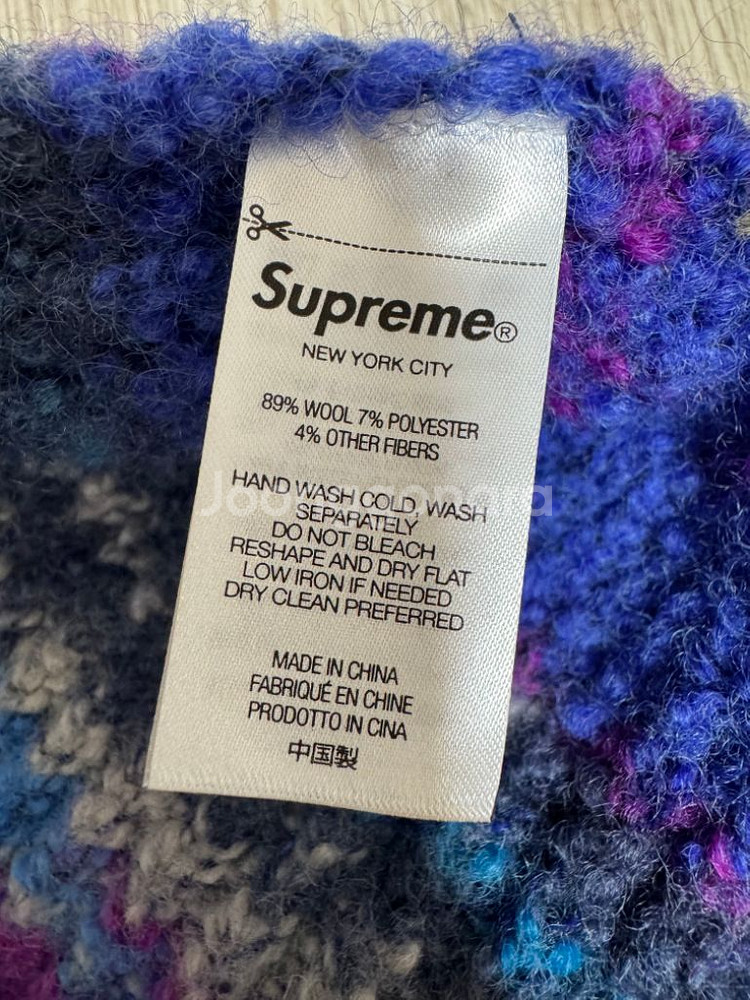 Supreme®
NEW YORK CITY
89% WOOL 7% POLYESTER
4% OTHER FIBERS
HAND WASH COLD, WASH
SEPARATELY
DO NOT BLEACH
RESHAPE AND DRY FLAT
LOW IRON IF NEEDED
DRY CLEAN PREFERRED
MADE IN CHINA
FABRIQUÉ EN CHINE
PRODOTTO IN CINA
中国製